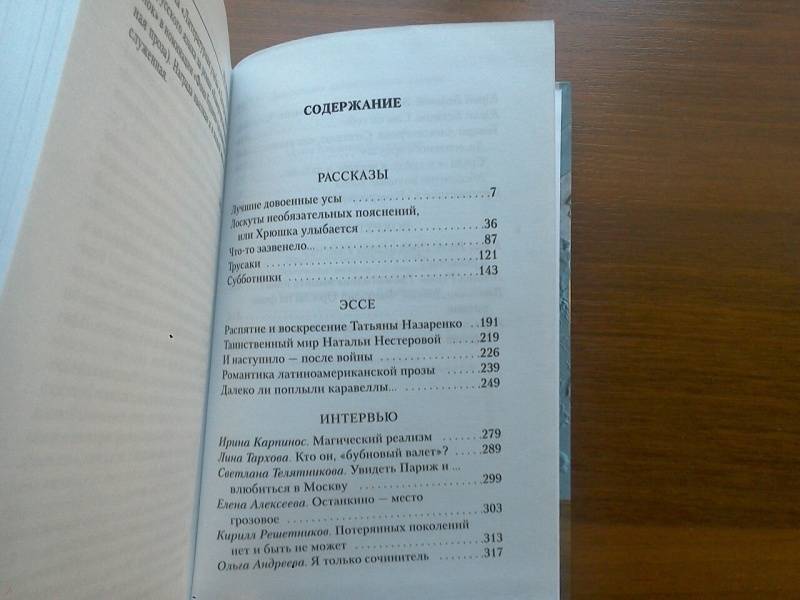 служенная
СОДЕРЖАНИЕ
РАССКАЗЫ
Лучшие довоенные усы ..................7
Лоскуты необязательных пояснений,
или Хрюшка улыбается ................36
Что-то зазвенело... .....................87
Трусаки ...........................121
Субботники ........................143
ЭССЕ
Распятие и воскресение Татьяны Назаренко ..191
Таинственный мир Натальи Нестеровой .....219
И наступило — после войны ..............226
Романтика латиноамериканской прозы .....239
Далеко ли поплыли каравеллы... ...........249
ИНТЕРВЬЮ
Ирина Карпинос. Магический реализм ......279
Лина Тархова. Кто он, «бубновый валет»? ....289
Светлана Телятникова. Увидеть Париж и ...
влюбиться в Москву ..................299
Елена Алексеева. Останкино — место
грозовое ..........................303
Кирилл Решетников. Потерянных поколений
нет и быть не может ..................313
Ольга Андреева. Я только сочинитель .......317